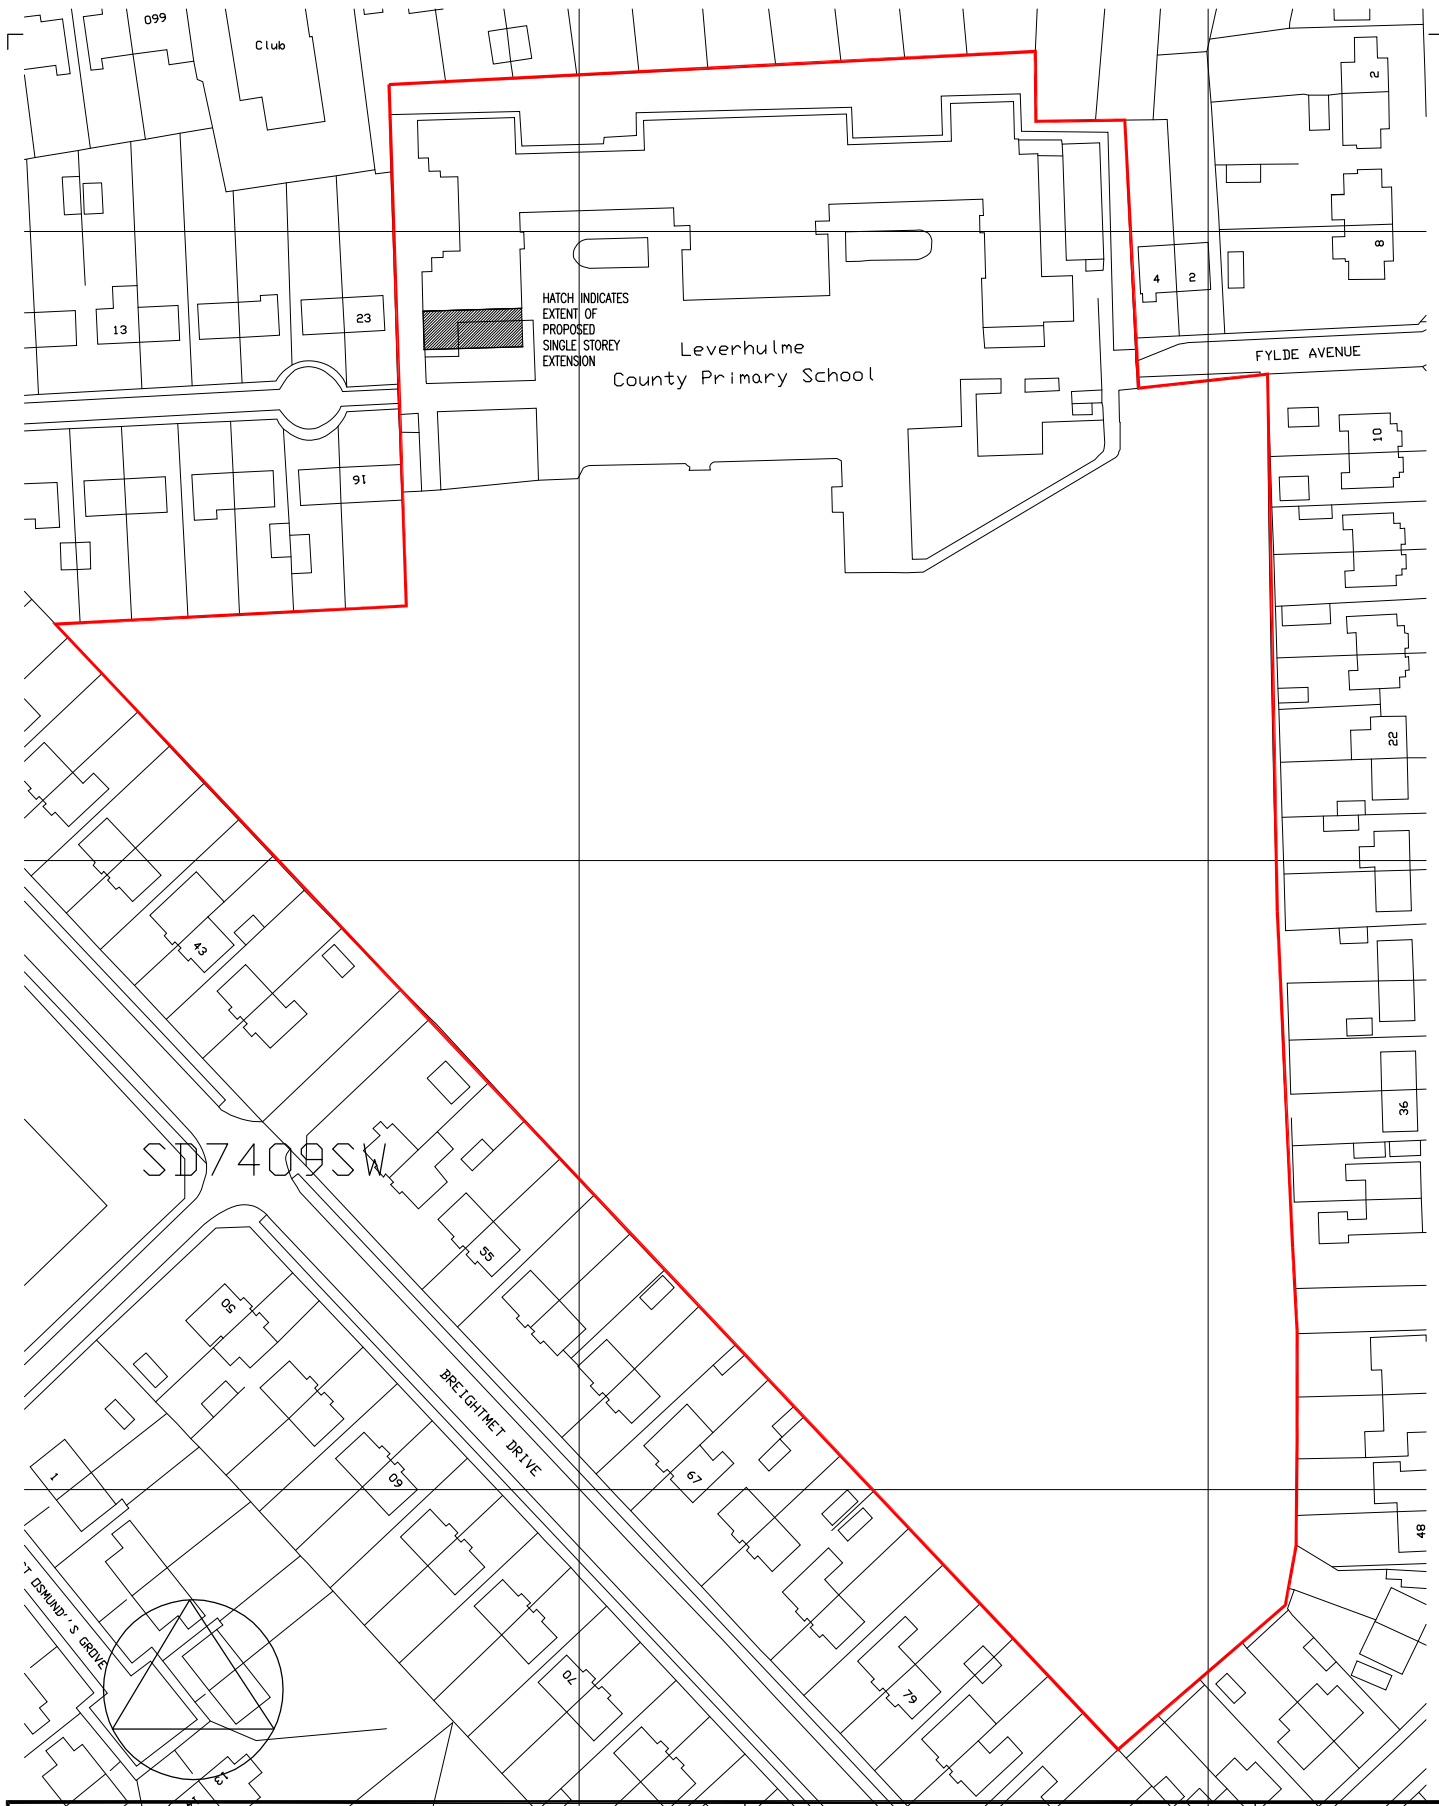 099
Club
2
8
4
2
13
23
HATCH INDICATES
EXTENT OF
PROPOSED
SINGLE STOREY
EXTENSION
Leverhulme
County Primary School
FYLDE AVENUE
10
16
22
43
36
SD7409SW
55
50
BREIGHTMET DRIVE
1
60
67
48
OSMUND'S GROVE
70
79
13